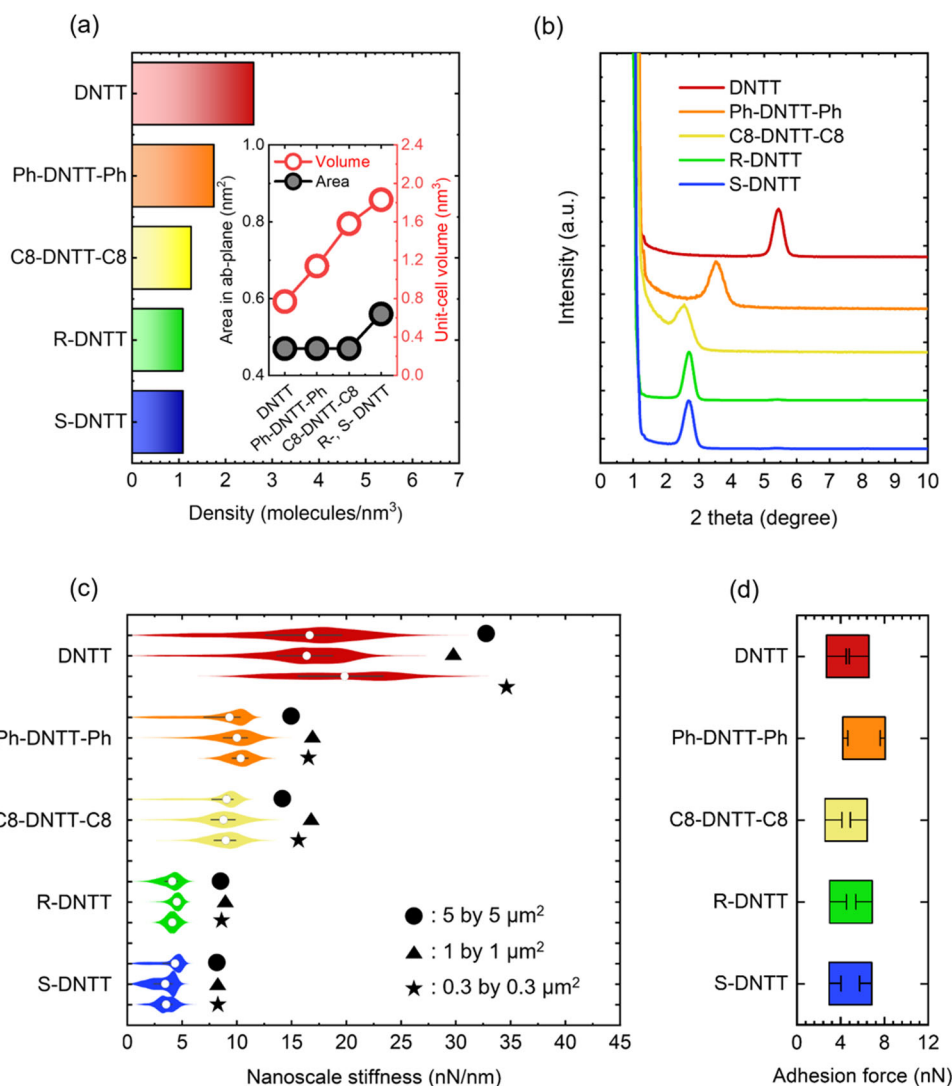 (a)
DNTT
Ph-DNTT-Ph
C8-DNTT-C8
R-DNTT
S-DNTT
0 1 2 3 4 5 6 7
Density (molecules/nm³)
1.0
0.8
0.6
0.4
Area in ab-plane (nm²)
Volume
Area
2.4
2.0
1.6
1.2
0.8
0.4
0.0
Unit-cell volume (nm³)
DNTT
Ph-DNTT-Ph
C8-DNTT-C8
R-, S- DNTT
(b)
Intensity (a.u.)
DNTT
Ph-DNTT-Ph
C8-DNTT-C8
R-DNTT
S-DNTT
0 1 2 3 4 5 6 7 8 9 10
2 theta (degree)
(c)
DNTT
Ph-DNTT-Ph
C8-DNTT-C8
R-DNTT
S-DNTT
: 5 by 5 μm²
: 1 by 1 μm²
: 0.3 by 0.3 μm²
0 5 10 15 20 25 30 35 45
Nanoscale stiffness (nN/nm)
(d)
DNTT
Ph-DNTT-Ph
C8-DNTT-C8
R-DNTT
S-DNTT
0 4 8 12
Adhesion force (nN)